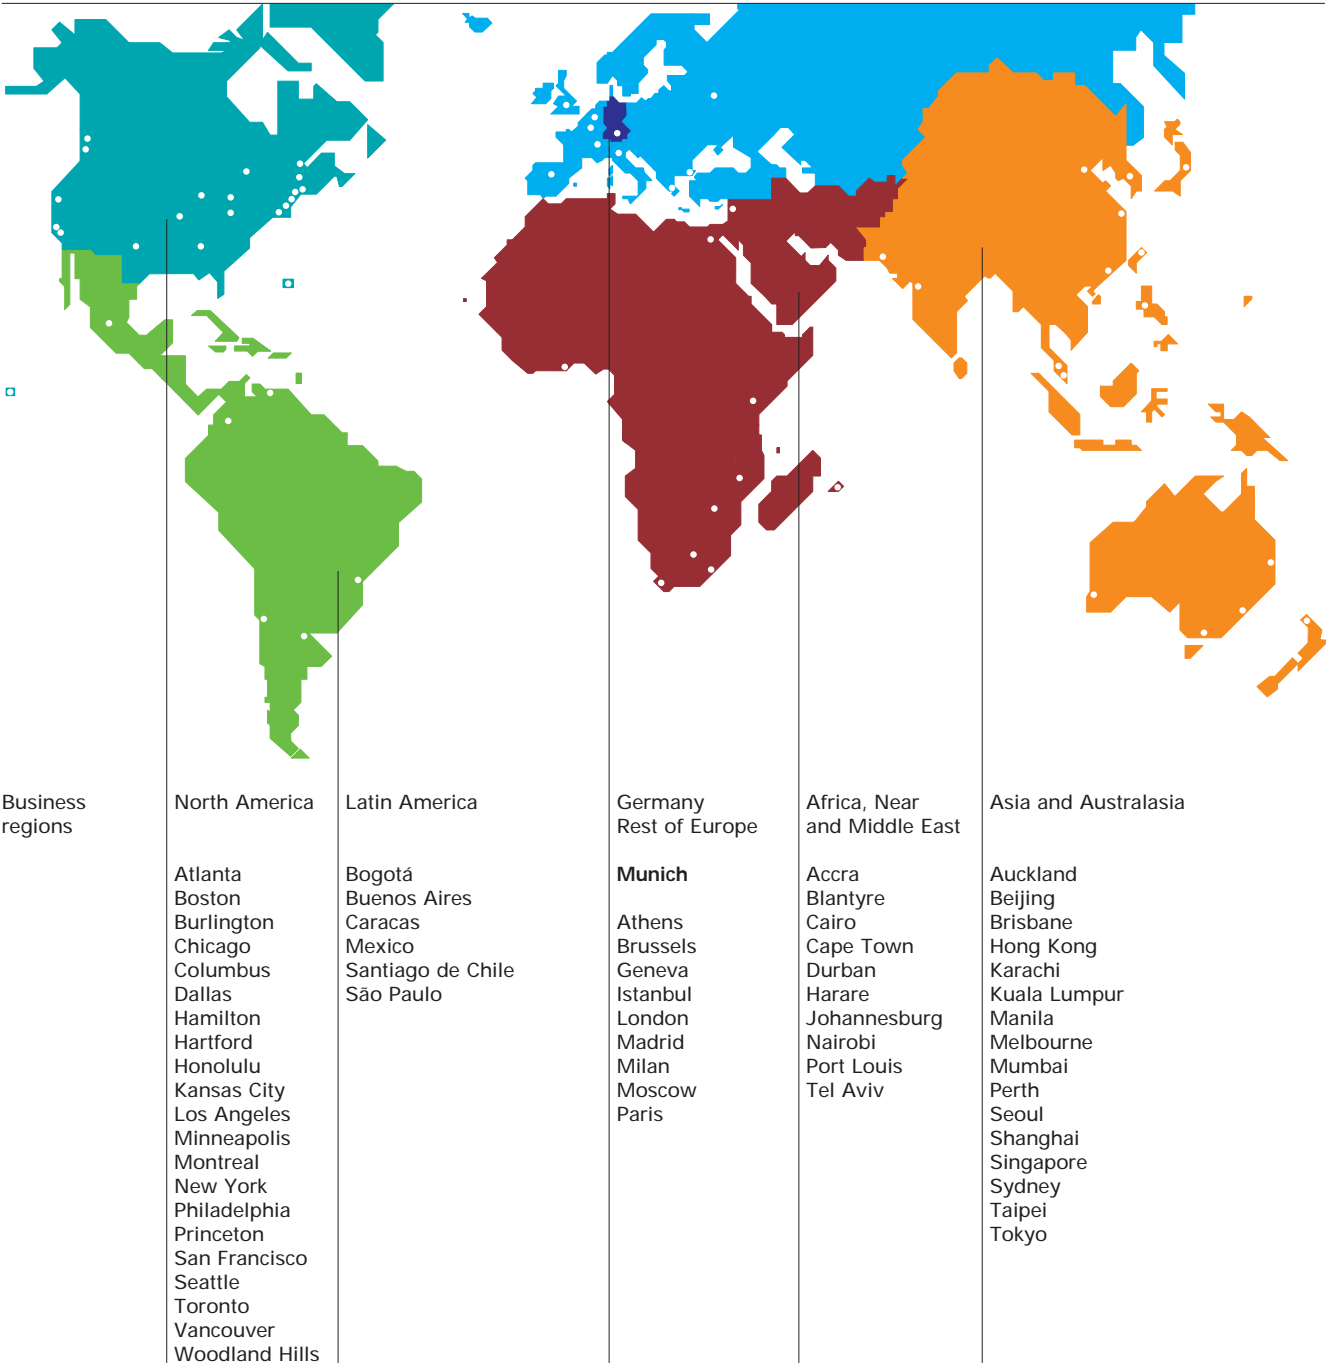 Business
regions
North America
Atlanta
Boston
Burlington
Chicago
Columbus
Dallas
Hamilton
Hartford
Honolulu
Kansas City
Los Angeles
Minneapolis
Montreal
New York
Philadelphia
Princeton
San Francisco
Seattle
Toronto
Vancouver
Woodland Hills
Latin America
Bogotá
Buenos Aires
Caracas
Mexico
Santiago de Chile
São Paulo
Germany
Rest of Europe
Munich
Athens
Brussels
Geneva
Istanbul
London
Madrid
Milan
Moscow
Paris
Africa, Near
and Middle East
Accra
Blantyre
Cairo
Cape Town
Durban
Harare
Johannesburg
Nairobi
Port Louis
Tel Aviv
Asia and Australasia
Auckland
Beijing
Brisbane
Hong Kong
Karachi
Kuala Lumpur
Manila
Melbourne
Mumbai
Perth
Seoul
Shanghai
Singapore
Sydney
Taipei
Tokyo